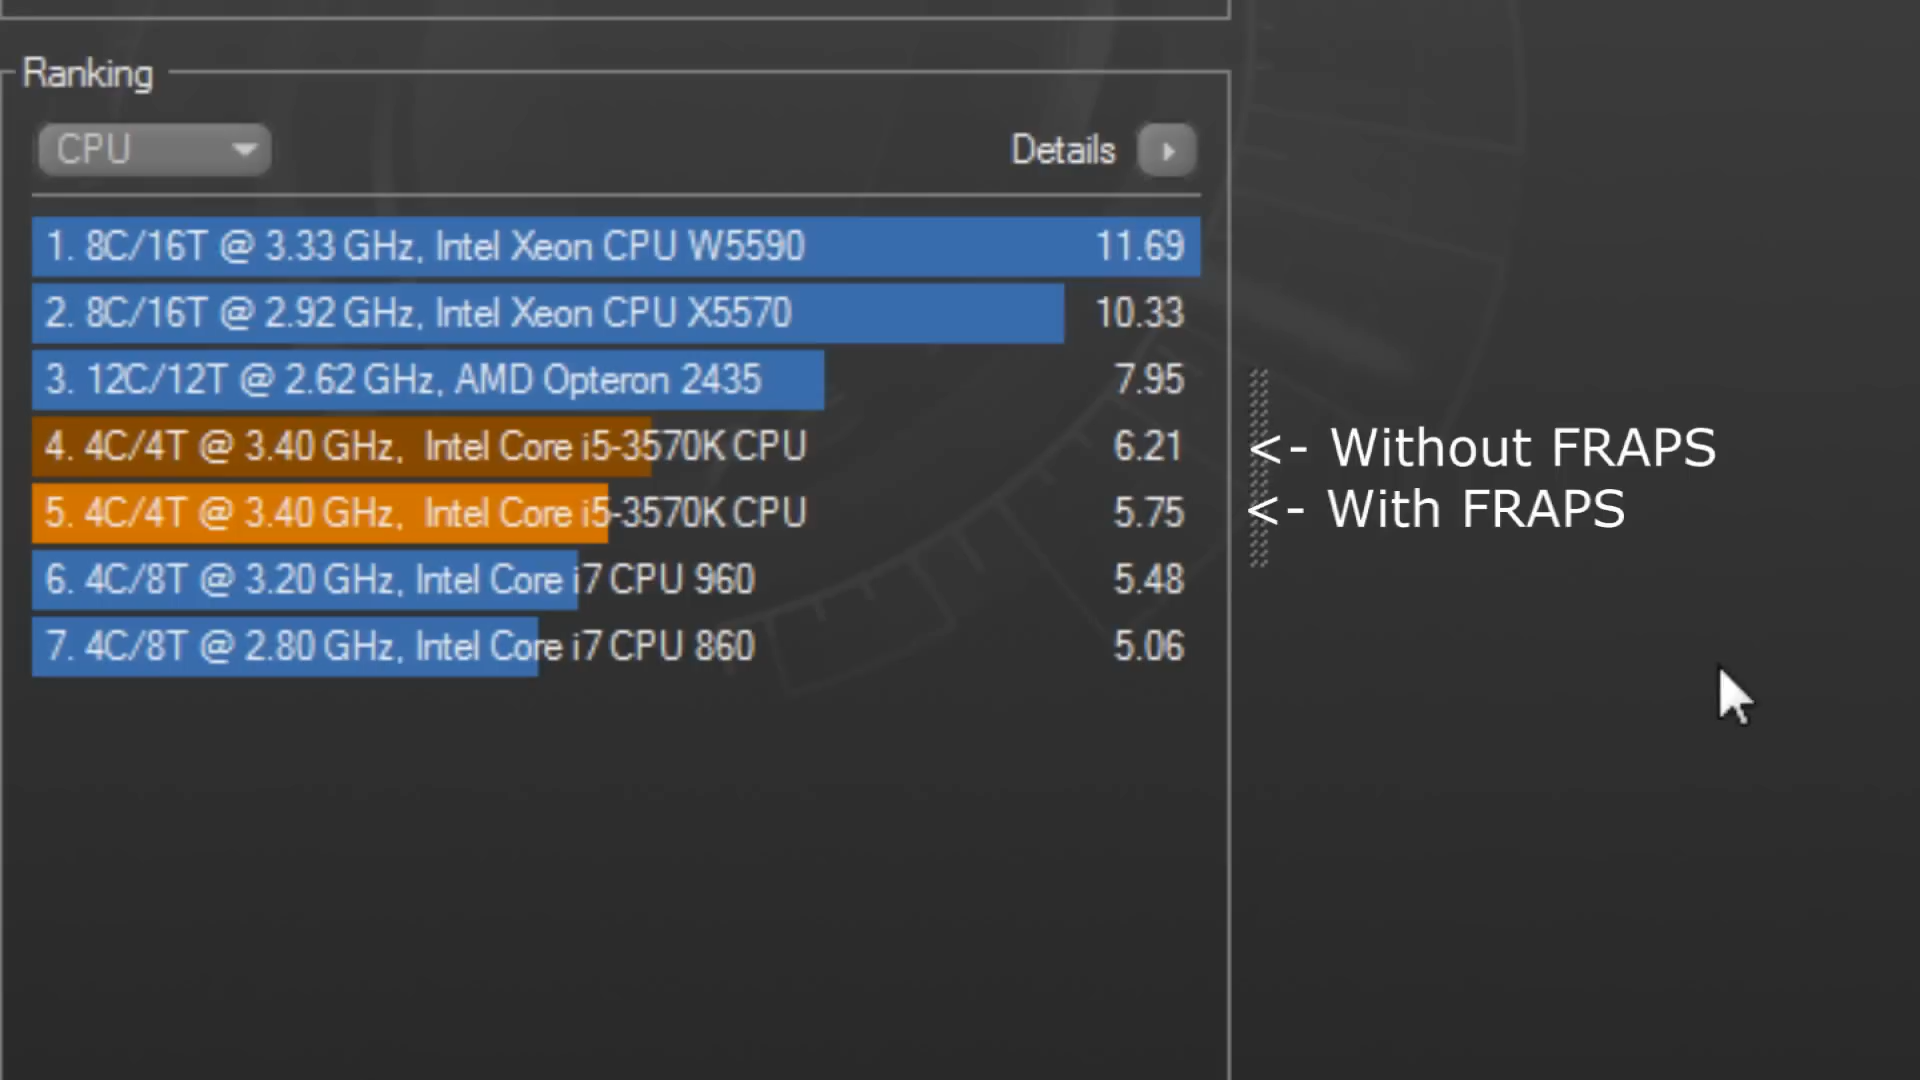 Ranking
CPU
Details
1. 8C/16T @ 3.33 GHz, Intel Xeon CPU W5590 11.69
2. 8C/16T @ 2.92 GHz, Intel Xeon CPU X5570 10.33
3. 12C/12T @ 2.62 GHz, AMD Opteron 2435 7.95
4. 4C/4T @ 3.40 GHz,  Intel Core i5-3570K CPU 6.21 <- Without FRAPS
5. 4C/4T @ 3.40 GHz,  Intel Core i5-3570K CPU 5.75 <- With FRAPS
6. 4C/8T @ 3.20 GHz, Intel Core i7 CPU 960 5.48
7. 4C/8T @ 2.80 GHz, Intel Core i7 CPU 860 5.06